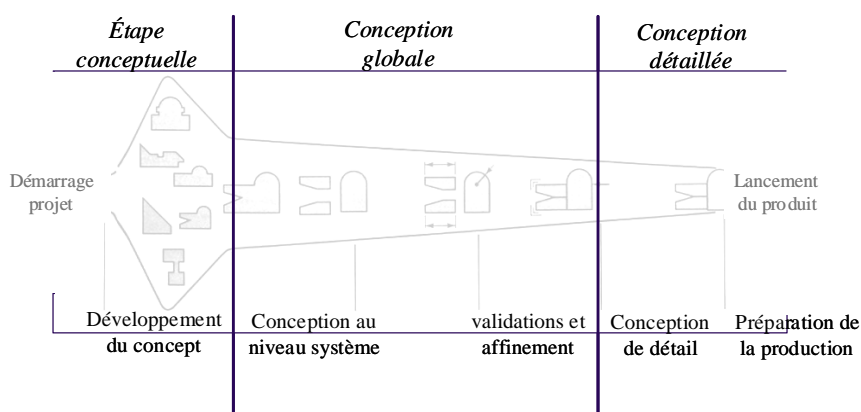 Étape
conceptuelle
Conception
globale
Conception
détaillée
Démarrage
projet
Lancement
du produit
Développement
du concept
Conception au
niveau système
validations et
affinement
Conception
de détail
Préparation de
la production